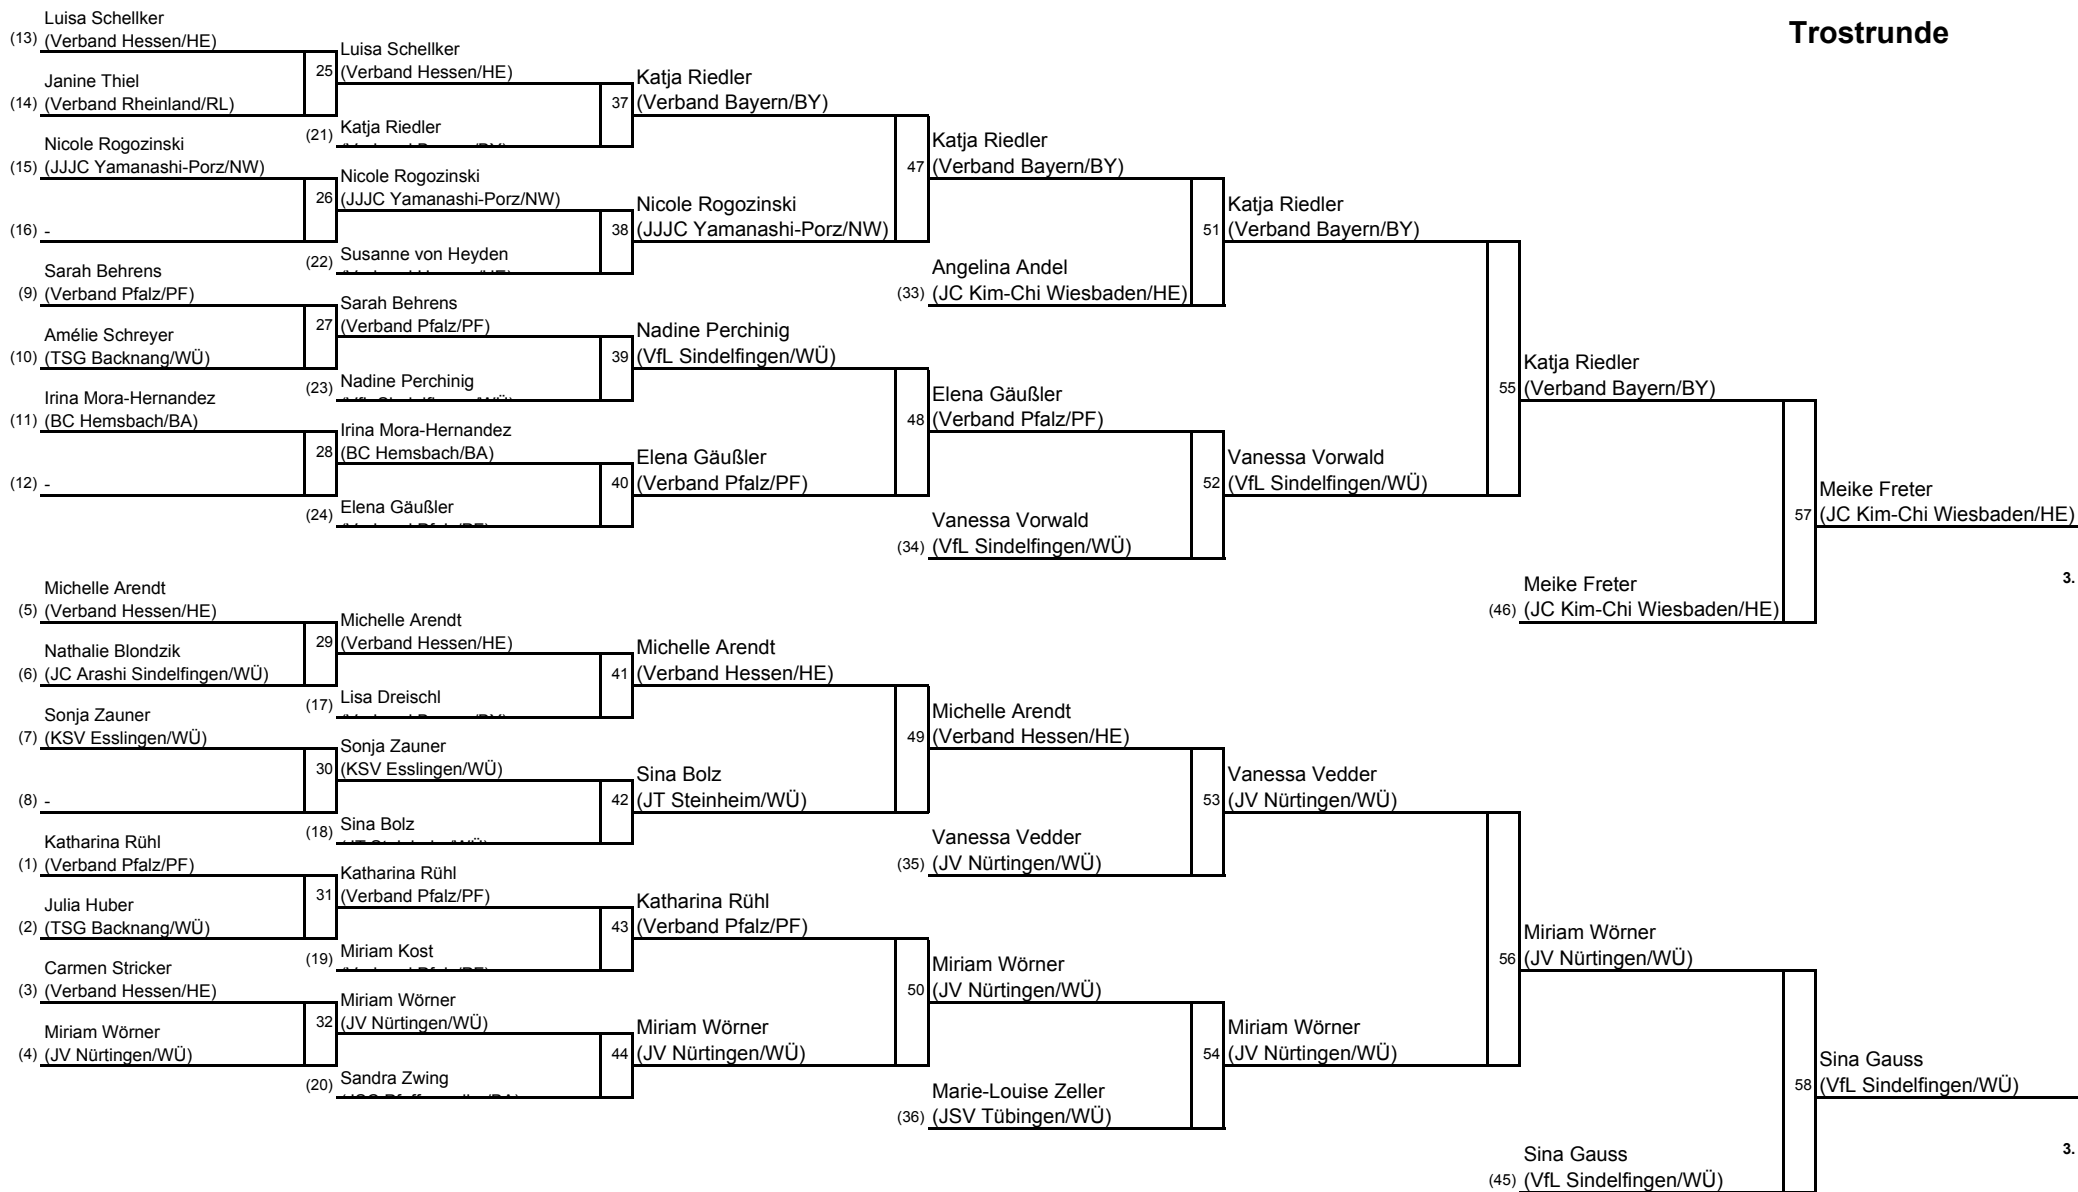 Trostrunde
Luisa Schellker
(13) (Verband Hessen/HE)
25
Janine Thiel
(14) (Verband Rheinland/RL)
Nicole Rogozinski
(15) (JJJC Yamanashi-Porz/NW)
26
(16) -
Sarah Behrens
(9) (Verband Pfalz/PF)
27
Amélie Schreyer
(10) (TSG Backnang/WÜ)
Irina Mora-Hernandez
(11) (BC Hemsbach/BA)
28
(12) -
Michelle Arendt
(5) (Verband Hessen/HE)
29
Nathalie Blondzik
(6) (JC Arashi Sindelfingen/WÜ)
Sonja Zauner
(7) (KSV Esslingen/WÜ)
30
(8) -
Katharina Rühl
(1) (Verband Pfalz/PF)
31
Julia Huber
(2) (TSG Backnang/WÜ)
Carmen Stricker
(3) (Verband Hessen/HE)
32
Miriam Wörner
(4) (JV Nürtingen/WÜ)
Luisa Schellker
(Verband Hessen/HE)
37
(21) Katja Riedler
Nicole Rogozinski
(JJJC Yamanashi-Porz/NW)
38
(22) Susanne von Heyden
Sarah Behrens
(Verband Pfalz/PF)
39
(23) Nadine Perchinig
Irina Mora-Hernandez
(BC Hemsbach/BA)
40
(24) Elena Gäußler
Michelle Arendt
(Verband Hessen/HE)
41
(17) Lisa Dreischl
Sonja Zauner
(KSV Esslingen/WÜ)
42
(18) Sina Bolz
Katharina Rühl
(Verband Pfalz/PF)
43
(19) Miriam Kost
Miriam Wörner
(JV Nürtingen/WÜ)
44
(20) Sandra Zwing
Katja Riedler
(Verband Bayern/BY)
47
Nicole Rogozinski
(JJJC Yamanashi-Porz/NW)
Nadine Perchinig
(VfL Sindelfingen/WÜ)
48
Elena Gäußler
(Verband Pfalz/PF)
Michelle Arendt
(Verband Hessen/HE)
49
Sina Bolz
(JT Steinheim/WÜ)
Katharina Rühl
(Verband Pfalz/PF)
50
Miriam Wörner
(JV Nürtingen/WÜ)
Katja Riedler
(Verband Bayern/BY)
51
Angelina Andel
(33) (JC Kim-Chi Wiesbaden/HE)
Elena Gäußler
(Verband Pfalz/PF)
52
Vanessa Vorwald
(34) (VfL Sindelfingen/WÜ)
Michelle Arendt
(Verband Hessen/HE)
53
Vanessa Vedder
(35) (JV Nürtingen/WÜ)
Miriam Wörner
(JV Nürtingen/WÜ)
54
Marie-Louise Zeller
(36) (JSV Tübingen/WÜ)
Katja Riedler
(Verband Bayern/BY)
55
Vanessa Vorwald
(VfL Sindelfingen/WÜ)
Vanessa Vedder
(JV Nürtingen/WÜ)
56
Miriam Wörner
(JV Nürtingen/WÜ)
Katja Riedler
(Verband Bayern/BY)
57
Meike Freter
(46) (JC Kim-Chi Wiesbaden/HE)
Miriam Wörner
(JV Nürtingen/WÜ)
58
Sina Gauss
(45) (VfL Sindelfingen/WÜ)
Meike Freter
(JC Kim-Chi Wiesbaden/HE)
3.
Sina Gauss
(VfL Sindelfingen/WÜ)
3.